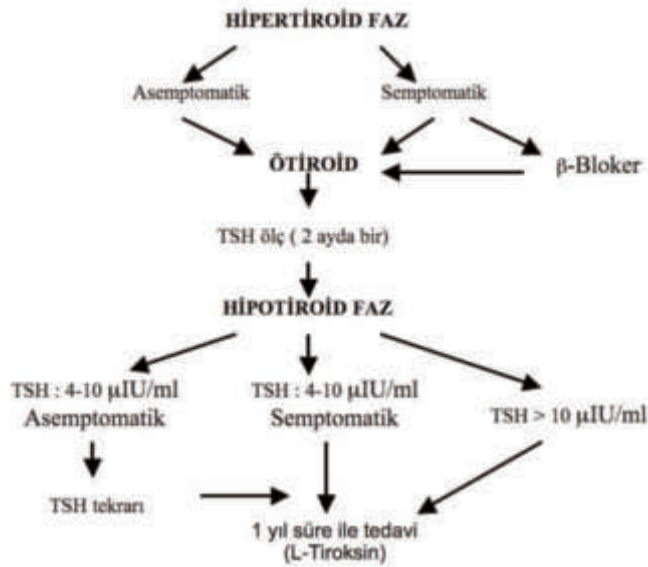 HİPERTİROİD FAZ
Asemptomatik
Semptomatik
ÖTİROİD
β-Bloker
TSH ölç ( 2 ayda bir)
HİPOTİROİD FAZ
TSH : 4-10 µIU/ml
Asemptomatik
TSH : 4-10 µIU/ml
Semptomatik
TSH > 10 µIU/ml
TSH tekrarı
1 yıl süre ile tedavi
(L-Tiroksin)